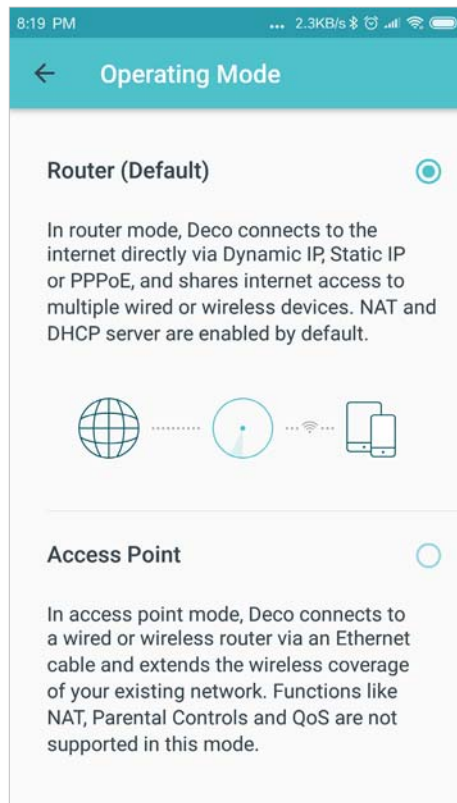 8:19 PM ... 2.3KB/s
Operating Mode
Router (Default)
In router mode, Deco connects to the
internet directly via Dynamic IP, Static IP
or PPPoE, and shares internet access to
multiple wired or wireless devices. NAT and
DHCP server are enabled by default.
Access Point
In access point mode, Deco connects to
a wired or wireless router via an Ethernet
cable and extends the wireless coverage
of your existing network. Functions like
NAT, Parental Controls and QoS are not
supported in this mode.